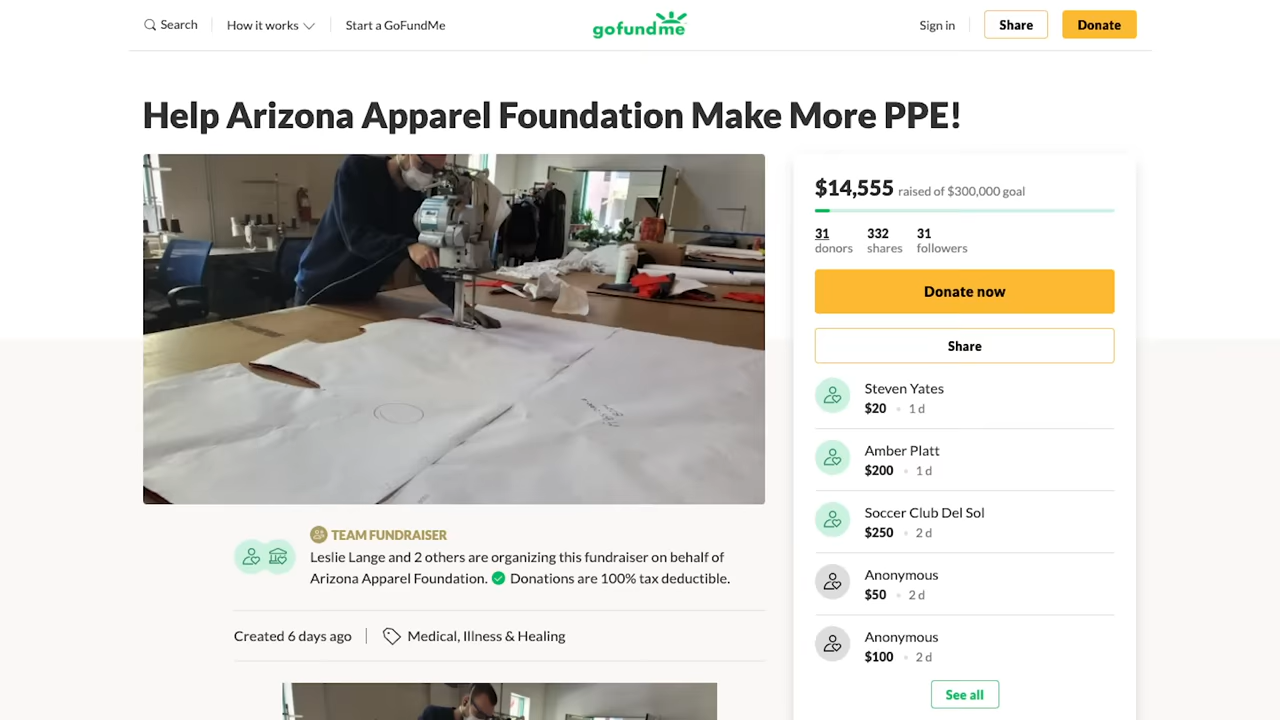 Search
How it works
Start a GoFundMe
gofundme
Sign in
Share
Donate
Help Arizona Apparel Foundation Make More PPE!
$14,555 raised of $300,000 goal
31 332 31
donors shares followers
Donate now
Share
Steven Yates
$20 • 1 d
Amber Platt
$200 • 1 d
Soccer Club Del Sol
$250 • 2 d
Anonymous
$50 • 2 d
Anonymous
$100 • 2 d
See all
TEAM FUNDRAISER
Leslie Lange and 2 others are organizing this fundraiser on behalf of
Arizona Apparel Foundation. Donations are 100% tax deductible.
Created 6 days ago
Medical, Illness & Healing